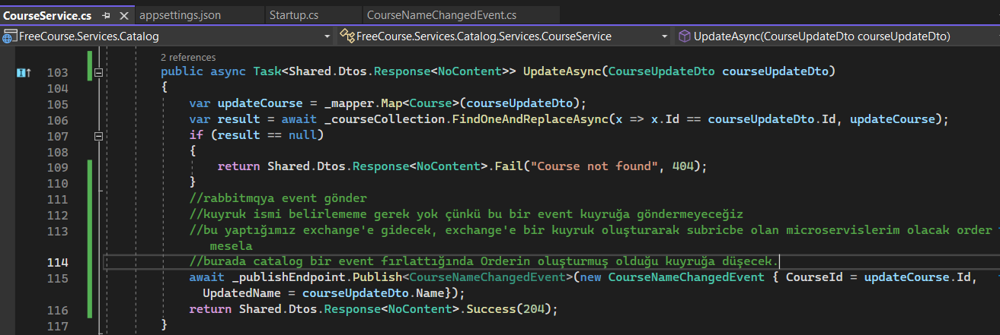 CourseService.cs
appsettings.json
Startup.cs
CourseNameChangedEvent.cs
FreeCourse.Services.Catalog
FreeCourse.Services.Catalog.Services.CourseService
UpdateAsync(CourseUpdateDto courseUpdateDto)
2 references
103 public async Task<Shared.Dtos.Response<NoContent>> UpdateAsync(CourseUpdateDto courseUpdateDto)
104 {
105 var updateCourse = _mapper.Map<Course>(courseUpdateDto);
106 var result = await _courseCollection.FindOneAndReplaceAsync(x => x.Id == courseUpdateDto.Id, updateCourse);
107 if (result == null)
108 {
109 return Shared.Dtos.Response<NoContent>.Fail("Course not found", 404);
110 }
111 //rabbitmqya event gönder
112 //kuyruk ismi belirlememe gerek yok çünkü bu bir event kuyruğa göndermeyeceğiz
113 //bu yaptığımız exchange'e gidecek, exchange'e bir kuyruk oluşturarak subricbe olan microservislerim olacak order
mesela
114 //burada catalog bir event fırlattığında Orderin oluşturmuş olduğu kuyruğa düşecek.
115 await _publishEndpoint.Publish<CourseNameChangedEvent>(new CourseNameChangedEvent { CourseId = updateCourse.Id,
UpdatedName = courseUpdateDto.Name});
116 return Shared.Dtos.Response<NoContent>.Success(204);
117 }